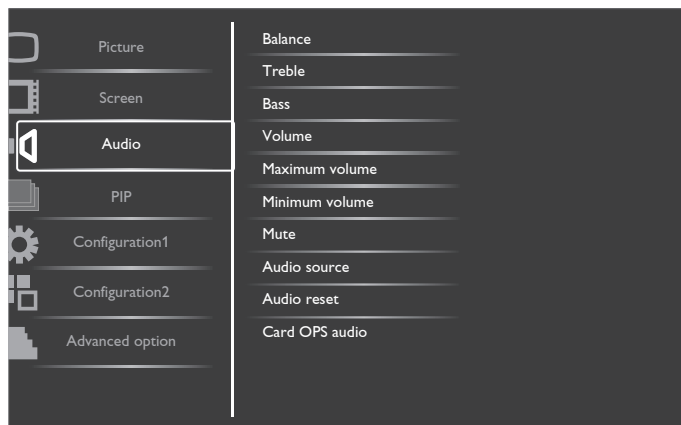 Picture
Screen
Audio
PIP
Configuration1
Configuration2
Advanced option
Balance
Treble
Bass
Volume
Maximum volume
Minimum volume
Mute
Audio source
Audio reset
Card OPS audio